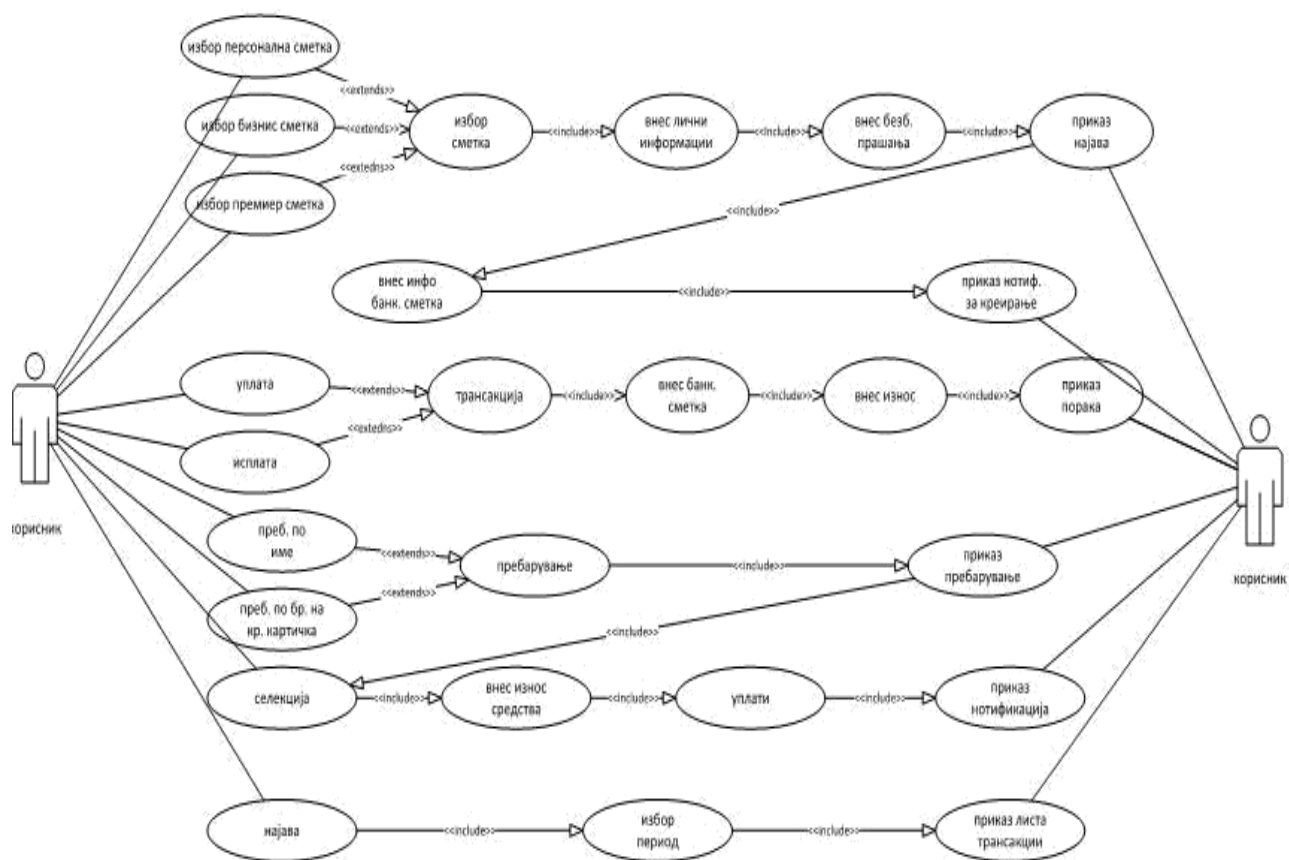 избор персонална сметка
<<extends>>
избор бизнис сметка
<<extends>>
избор
сметка
<<include>>
внес лични
информации
<<include>>
внес безб.
прашања
<<include>>
приказ
најава
<<extedns>>
избор премиер сметка
<<include>>
внес инфо
банк. сметка
<<include>>
приказ нотиф.
за креирање
уплата
<<extends>>
трансакција
<<include>>
внес банк.
сметка
<<include>>
внес износ
<<include>>
приказ
порака
<<extedns>>
исплата
корисник
преб. по
име
<<extends>>
пребарување
<<include>>
приказ
пребарување
корисник
<<extends>>
преб. по бр. на
кр. картичка
<<include>>
селекција
<<include>>
внес износ
средства
<<include>>
уплати
<<include>>
приказ
нотификација
најава
<<include>>
избор
период
<<include>>
приказ листа
трансакции